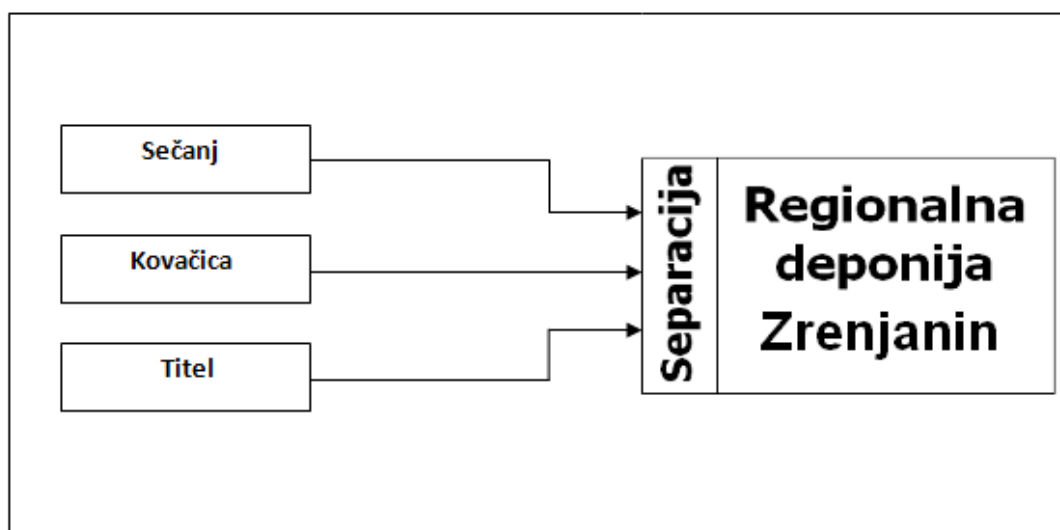 Sečanj
Kovačica
Titel
Separacija
Regionalna
deponija
Zrenjanin